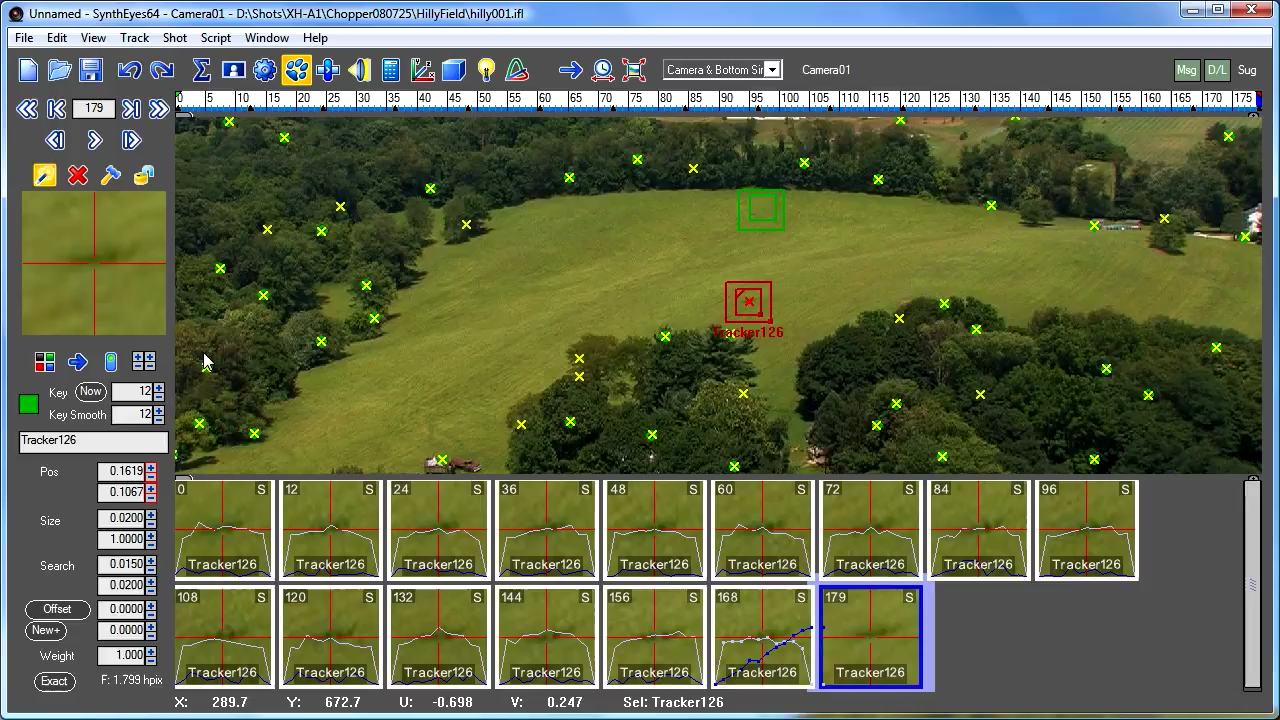 Unnamed - SynthEyes64 - Camera01 - D:\Shots\XH-A1\Chopper080725\HillyField\hilly001.ifl
File Edit View Track Shot Script Window Help
Camera & Bottom Sir Camera01 Msg D/L Sug
179 0 5 10 15 20 25 30 35 40 45 50 55 60 65 70 75 80 85 90 95 100 105 110 115 120 125 130 135 140 145 150 155 160 165 170 175
Tracker126
Key Now 12
Key Smooth 12
Tracker126
Pos 0.1619
0.1067
Size 0.0200
1.0000
Search 0.0150
0.0200
Offset 0.0000
New+ 0.0000
Weight 1.000
Exact F: 1.799 hpix
0 S 12 S 24 S 36 S 48 S 60 S 72 S 84 S 96 S
Tracker126 Tracker126 Tracker126 Tracker126 Tracker126 Tracker126 Tracker126 Tracker126 Tracker126
108 S 120 S 132 S 144 S 156 S 168 S 179 S
Tracker126 Tracker126 Tracker126 Tracker126 Tracker126 Tracker126 Tracker126
X: 289.7 Y: 672.7 U: -0.698 V: 0.247 Sel: Tracker126